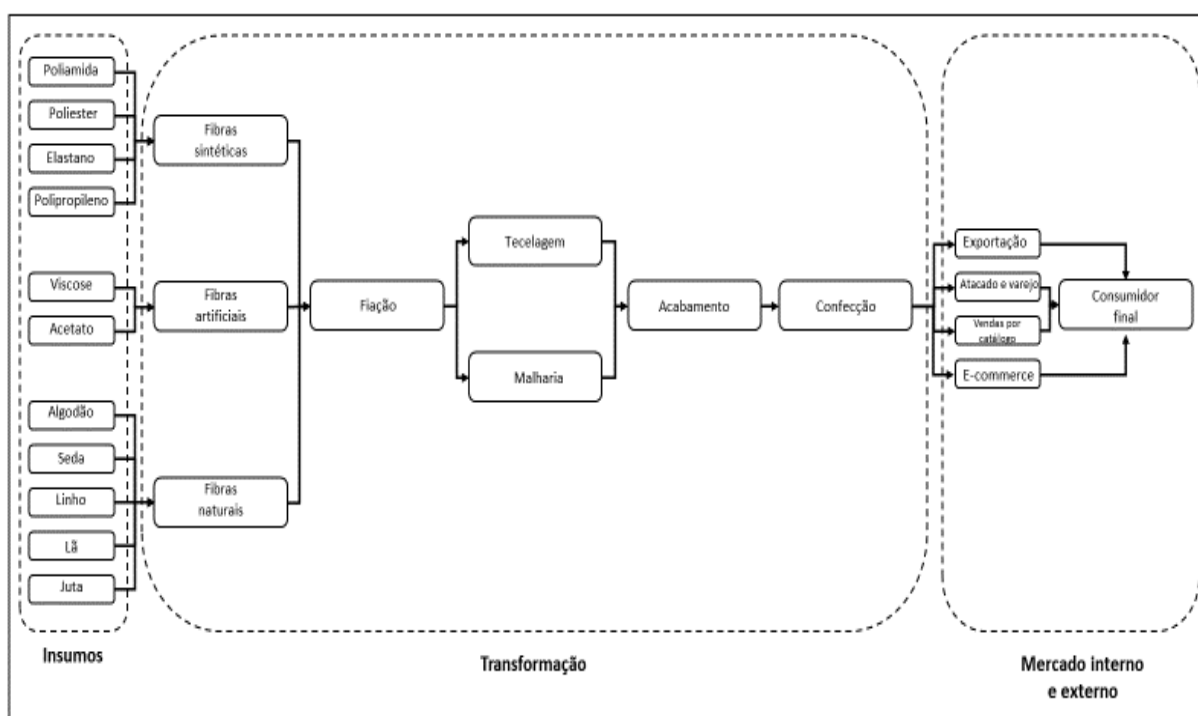 Poliamida
Poliester
Elastano
Polipropileno
Viscose
Acetato
Algodão
Seda
Linho
Lã
Juta
Insumos
Fibras
sintéticas
Fibras
artificiais
Fibras
naturais
Fiação
Tecelagem
Malharia
Acabamento
Confecção
Transformação
Exportação
Atacado e varejo
Vendas por
catálogo
E-commerce
Consumidor
final
Mercado interno
e externo